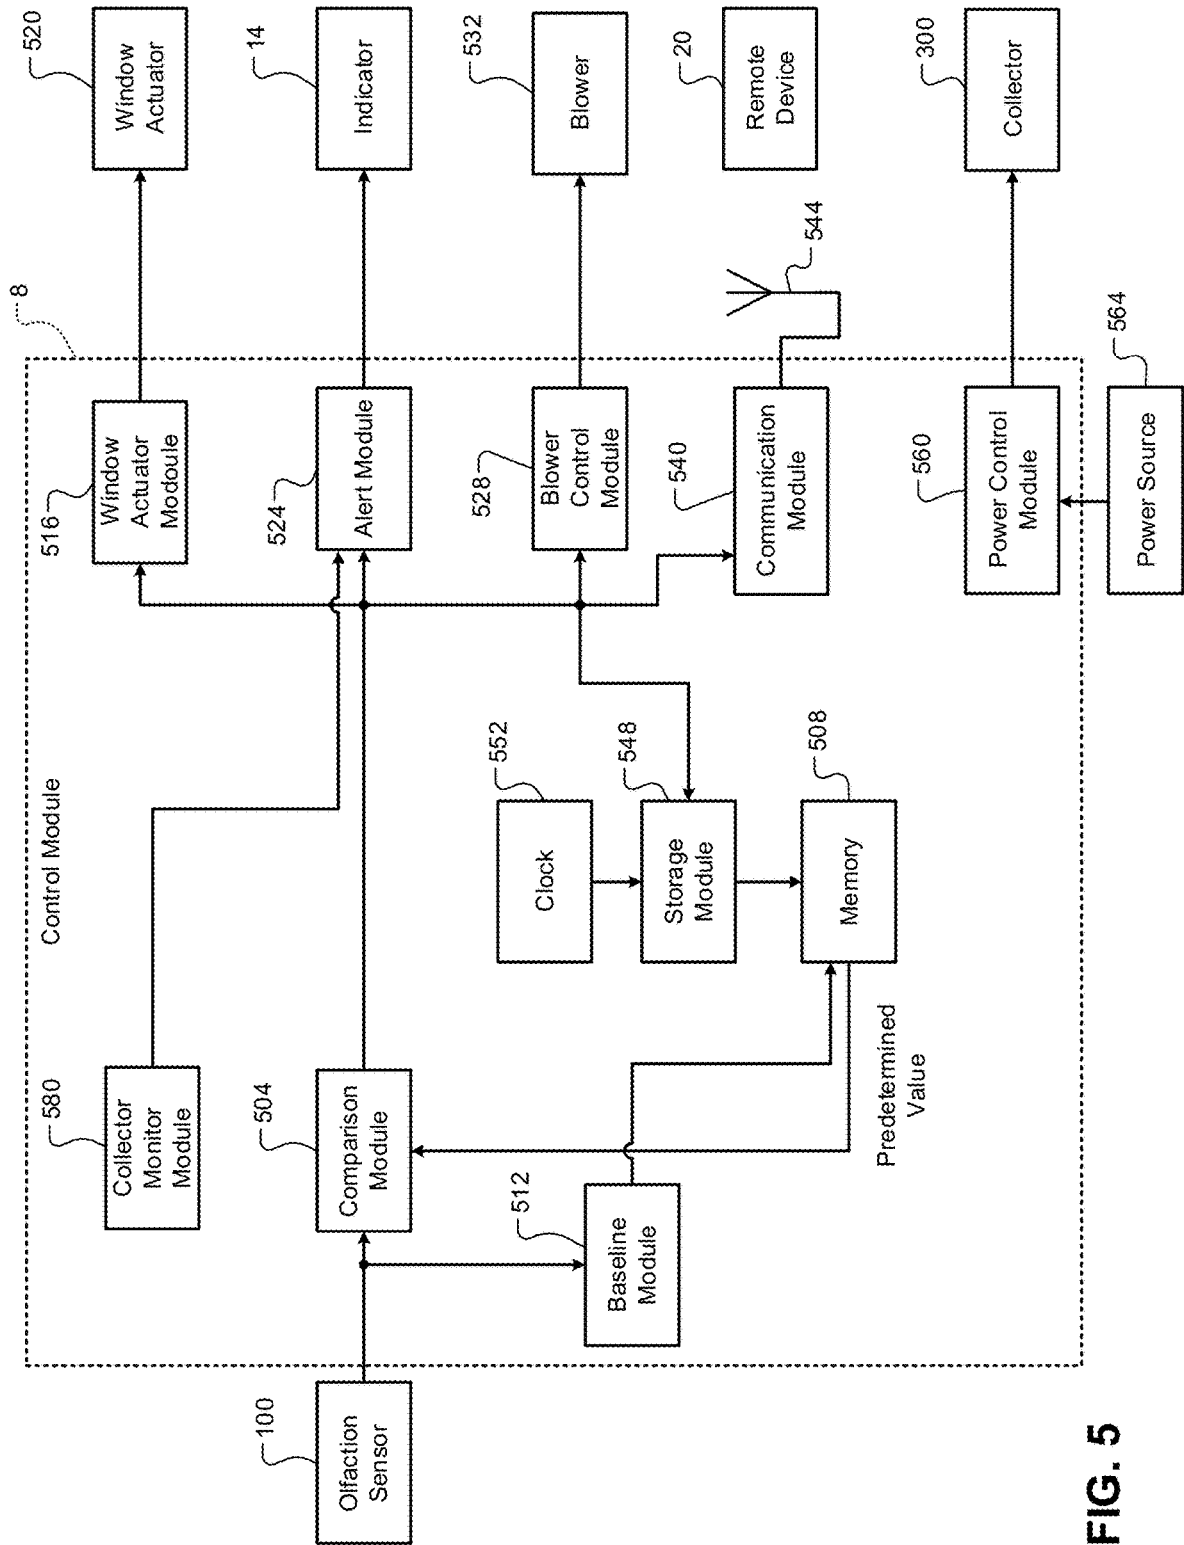 Control Module
8
Olfaction
Sensor
100
Collector
Monitor
Module
580
Comparison
Module
504
Baseline
Module
512
Predetermined
Value
Clock
552
Storage
Module
548
Memory
508
Window
Actuator
Modoule
516
Alert Module
524
Blower
Control
Module
528
Communication
Module
540
544
Power Control
Module
560
Power Source
564
Window
Actuator
520
Indicator
14
Blower
532
Remote
Device
20
Collector
300
FIG. 5